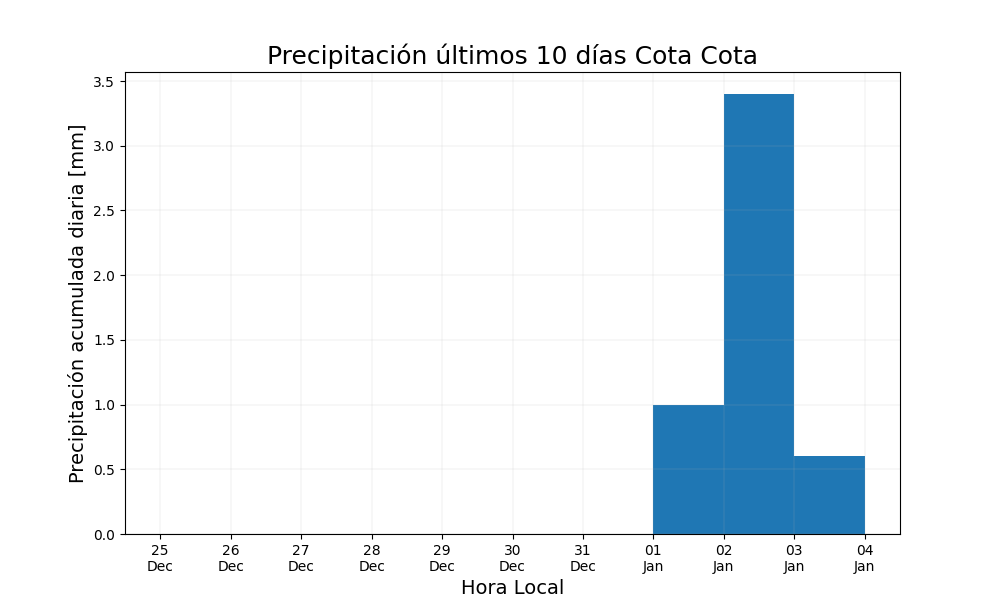 Precipitación últimos 10 días Cota Cota
Precipitación acumulada diaria [mm]
3.5
3.0
2.5
2.0
1.5
1.0
0.5
0.0
25 26 27 28 29 30 31 01 02 03 04
Dec Dec Dec Dec Dec Dec Dec Jan Jan Jan Jan
Hora Local